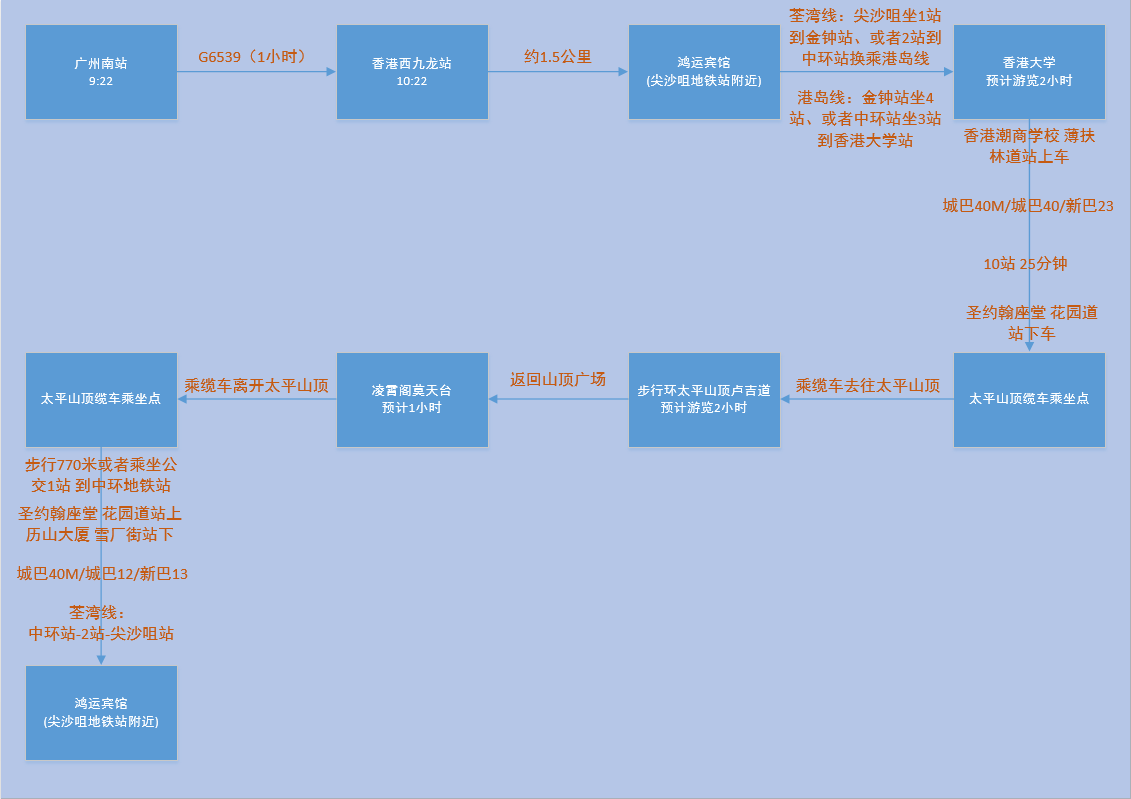 广州南站
9:22
G6539（1小时）
香港西九龙站
10:22
约1.5公里
鸿运宾馆
(尖沙咀地铁站附近)
荃湾线：尖沙咀坐1站
到金钟站、或者2站到
中环站换乘港岛线
港岛线：金钟站坐4
站、或者中环站坐3站
到香港大学站
香港大学
预计游览2小时
香港潮商学校 薄扶
林道站上车
城巴40M/城巴40/新巴23
10站 25分钟
圣约翰座堂 花园道
站下车
太平山顶缆车乘坐点
乘缆车去往太平山顶
步行环太平山顶卢吉道
预计游览2小时
返回山顶广场
凌霄阁莫天台
预计1小时
乘缆车离开太平山顶
太平山顶缆车乘坐点
步行770米或者乘坐公
交1站 到中环地铁站
圣约翰座堂 花园道站上
历山大厦 雪厂街站下
城巴40M/城巴12/新巴13
荃湾线：
中环站-2站-尖沙咀站
鸿运宾馆
(尖沙咀地铁站附近)